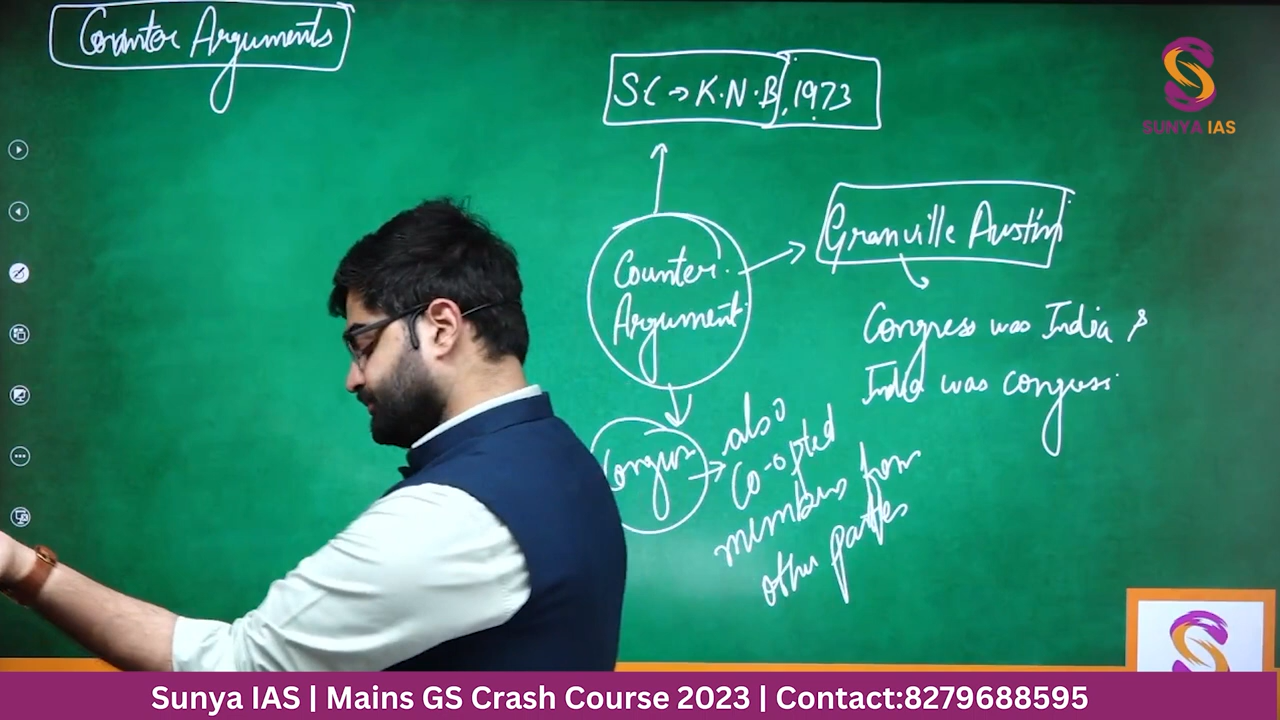 Counter Arguments
SC → K.N.B, 1973
SUNYA IAS
Granville Austin
Counter
Argument
Congress was India &
India was congress.
Congress → also
co-opted
members from
other parties
Sunya IAS | Mains GS Crash Course 2023 | Contact:8279688595